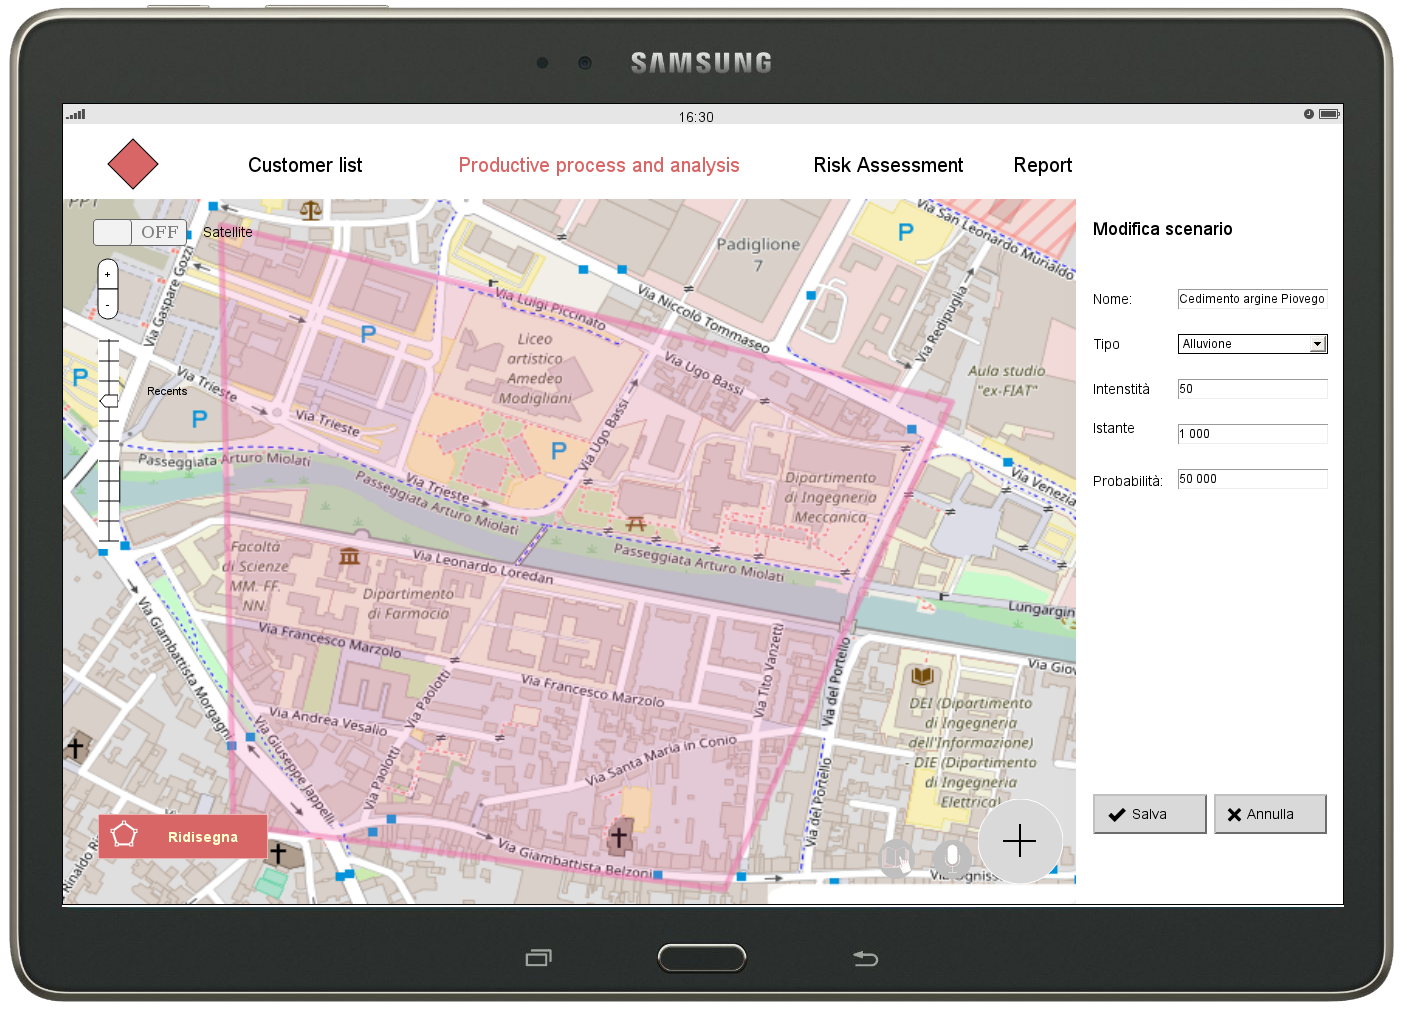 SAMSUNG
16:30
Customer list
Productive process and analysis
Risk Assessment
Report
OFF
Satellite
+
-
Recents
Via Gaspare Gozzi
P
P
P
P
P
Via Trieste
Via Trieste
Via Trieste
Via Luigi Piccinato
Via Niccolò Tommaseo
Padiglione
7
Via San Leonardo Murialdo
Via Redipuglia
Liceo
artistico
Amedeo
Modigliani
Via Ugo Bassi
Via Ugo Bassi
Aula studio
"ex-FIAT"
Via Venezia
Passeggiata Arturo Miolati
Passeggiata Arturo Miolati
Passeggiata Arturo Miolati
Dipartimento
di Ingegneria
Meccanica
Facoltà
di Scienze
MM. FF.
NN.
Via Leonardo Loredan
Dipartimento
di Farmacia
Lungargin
Via Giov
Via Francesco Marzolo
Via Francesco Marzolo
Via Giambattista Morgagni
Via Andrea Vesalio
Via Paolotti
Via Paolotti
Via Tito Vanzetti
Via del Portello
Via del Portello
Via Giuseppe Jappelli
Via Santa Maria in Conio
DEI (Dipartimento
di Ingegneria
dell'Informazione)
- DIE (Dipartimento
di Ingegneria
Elettrica)
Via Giambattista Belzoni
Ridisegna
Modifica scenario
Nome:
Cedimento argine Piovego
Tipo
Alluvione
Intenstità
50
Istante
1 000
Probabilità:
50 000
Salva
Annulla